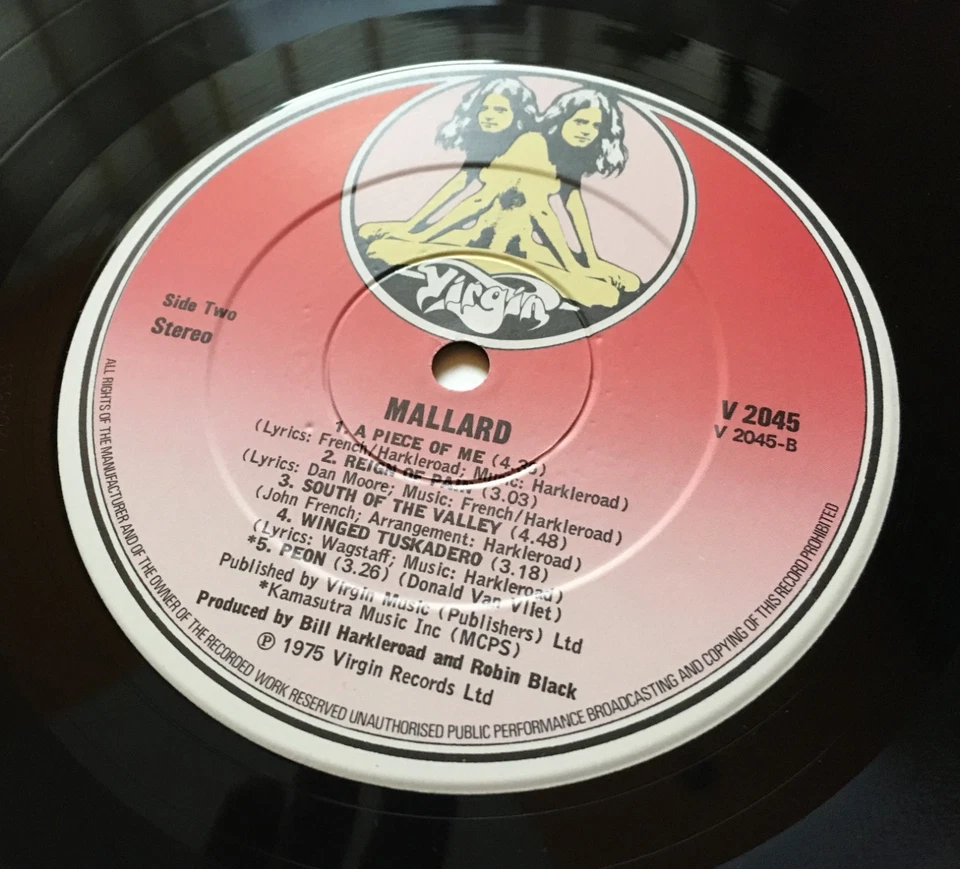 Virgin
Side Two
Stereo
MALLARD
V 2045
V 2045-B
1. A PIECE OF ME (4.35)
(Lyrics: French/Harkleroad; Music: Harkleroad)
2. REIGN OF PAIN (3.03)
(Lyrics: Dan Moore; Music: French/Harkleroad)
3. SOUTH OF THE VALLEY (4.48)
(John French; Arrangement: Harkleroad)
4. WINGED TUSKADERO (3.18)
(Lyrics: Wagstaff; Music: Harkleroad)
*5. PEON (3.26) (Donald Van Vliet)
Published by Virgin Music (Publishers) Ltd
*Kamasutra Music Inc (MCPS)
Produced by Bill Harkleroad and Robin Black
℗ 1975 Virgin Records Ltd
ALL RIGHTS OF THE MANUFACTURER AND OF THE OWNER OF THE RECORDED WORK RESERVED UNAUTHORISED PUBLIC PERFORMANCE BROADCASTING AND COPYING OF THIS RECORD PROHIBITED